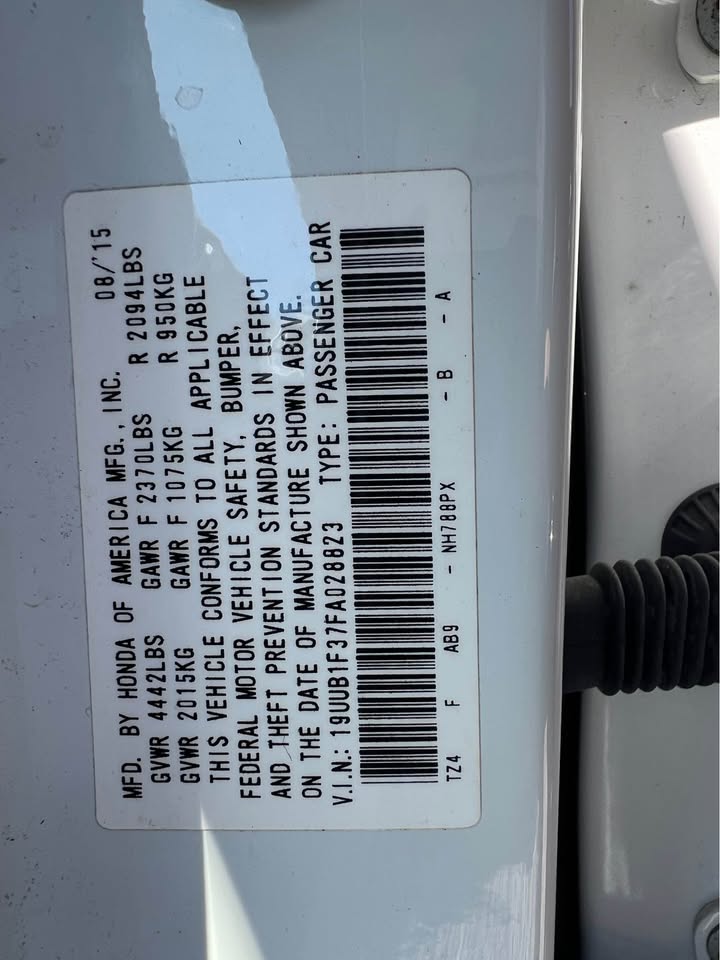 MFD. BY HONDA OF AMERICA MFG., INC. 08/'15
GVWR 4442LBS GAWR F 2370LBS R 2094LBS
GVWR 2015KG GAWR F 1075KG R 950KG
THIS VEHICLE CONFORMS TO ALL APPLICABLE
FEDERAL MOTOR VEHICLE SAFETY, BUMPER,
AND THEFT PREVENTION STANDARDS IN EFFECT
ON THE DATE OF MANUFACTURE SHOWN ABOVE.
V.I.N.: 19UUB1F37FA028823 TYPE: PASSENGER CAR
TZ4 F AB9 - NH788PX - B - A